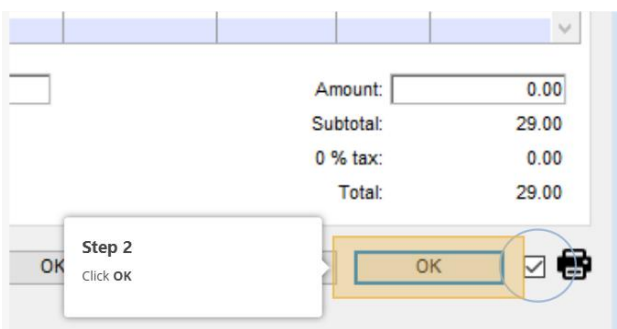 Amount: 0.00
Subtotal: 29.00
0 % tax: 0.00
Total: 29.00
Step 2
Click OK
OK
OK